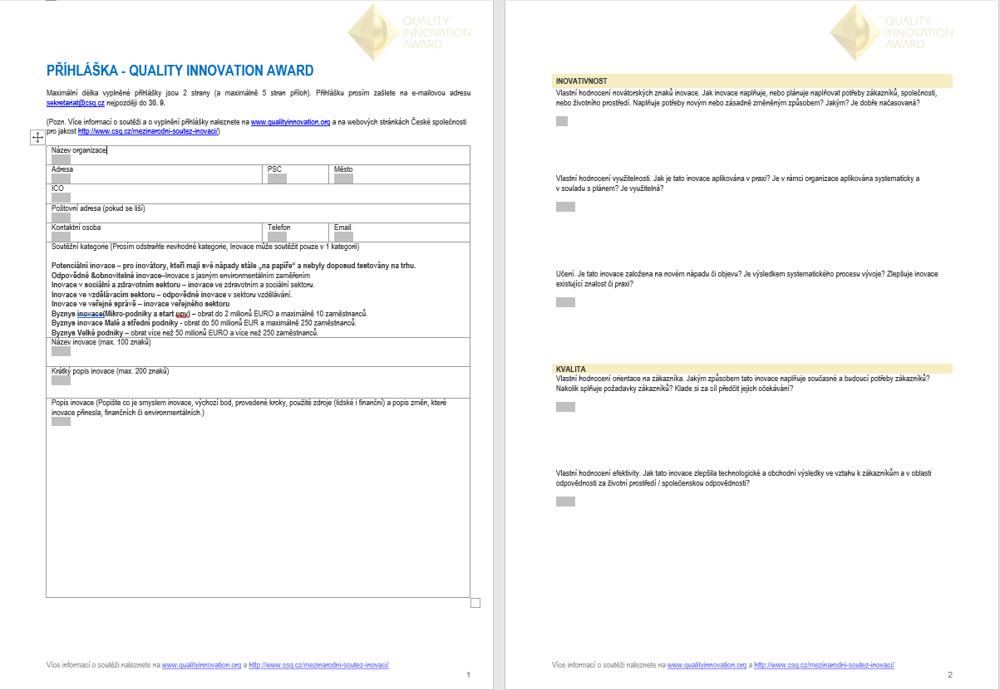 QUALITY
INNOVATION
AWARD
PŘÍHLÁŠKA - QUALITY INNOVATION AWARD
Maximální délka vyplněné přihlášky jsou 2 strany (a maximálně 5 stran příloh). Přihlášku prosím zašlete na e-mailovou adresu
sekretariat@csq.cz nejpozději do 30. 9.
(Pozn. Více informací o soutěži a o vyplnění přihlášky naleznete na www.qualityinnovation.org a na webových stránkách České společnosti
pro jakost http://www.csq.cz/mezinarodni-soutez-inovaci/)
Název organizace
Adresa PSC Město
ICO
Poštovní adresa (pokud se liší)
Kontaktní osoba Telefon Email
Soutěžní kategorie (Prosím odstraňte nevhodné kategorie, Inovace může soutěžit pouze v 1 kategorii)
Potenciální inovace – pro inovátory, kteří mají své nápady stále „na papíře“ a nebyly doposud testovány na trhu.
Odpovědné &obnovitelné inovace–Inovace s jasným environmentálním zaměřením
Inovace v sociální a zdravotním sektoru – inovace ve zdravotním a sociální sektoru.
Inovace ve vzdělávacím sektoru – odpovědné inovace v sektoru vzdělávání.
Inovace ve veřejné správě – inovace veřejného sektoru
Byznys inovace(Mikro-podniky a start upy) – obrat do 2 milionů EURO a maximálně 10 zaměstnanců.
Byznys inovace Malé a střední podniky - obrat do 50 milionů EUR a maximálně 250 zaměstnanců.
Byznys Velké podniky – obrat více než 50 milionů EURO a více než 250 zaměstnanců.
Název inovace (max. 100 znaků)
Krátký popis inovace (max. 200 znaků)
Popis inovace (Popište co je smyslem inovace, výchozí bod, provedené kroky, použité zdroje (lidské i finanční) a popis změn, které
inovace přinesla, finančních či environmentálních.)
Více informací o soutěži naleznete na www.qualityinnovation.org a http://www.csq.cz/mezinarodni-soutez-inovaci/
1
QUALITY
INNOVATION
AWARD
INOVATIVNOST
Vlastní hodnocení novátorských znaků inovace. Jak inovace naplňuje, nebo plánuje naplňovat potřeby zákazníků, společnosti,
nebo životního prostředí. Naplňuje potřeby novým nebo zásadně změněným způsobem? Jakým? Je dobře načasovaná?
Vlastní hodnocení využitelnosti. Jak je tato inovace aplikována v praxi? Je v rámci organizace aplikována systematicky a
v souladu s plánem? Je využitelná?
Učení. Je tato inovace založena na novém nápadu či objevu? Je výsledkem systematického procesu vývoje? Zlepšuje inovace
existující znalost či praxi?
KVALITA
Vlastní hodnocení orientace na zákazníka. Jakým způsobem tato inovace naplňuje současné a budoucí potřeby zákazníků?
Nakolik splňuje požadavky zákazníků? Klade si za cíl předčit jejich očekávání?
Vlastní hodnocení efektivity. Jak tato inovace zlepšila technologické a obchodní výsledky ve vztahu k zákazníkům a v oblasti
odpovědnosti za životní prostředí / společenskou odpovědnosti?
Více informací o soutěži naleznete na www.qualityinnovation.org a http://www.csq.cz/mezinarodni-soutez-inovaci/
2